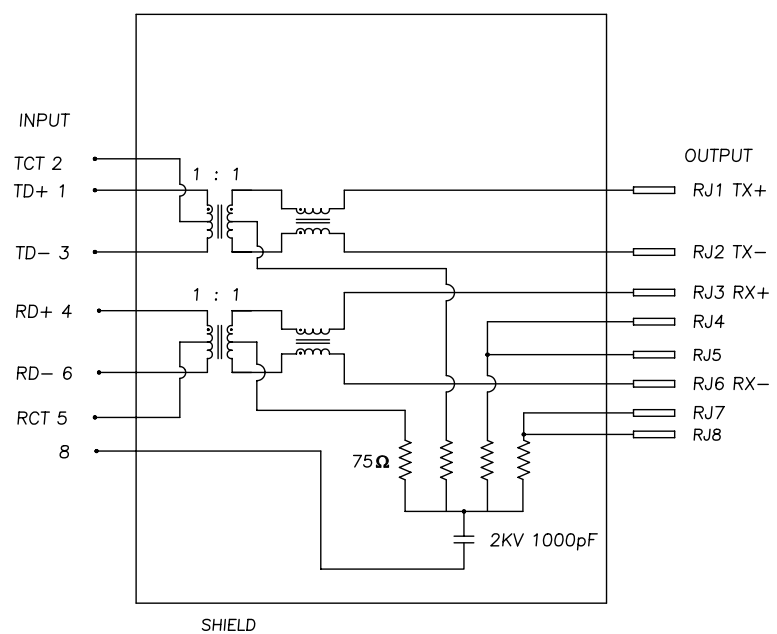 INPUT
TCT 2
TD+ 1
TD- 3
RD+ 4
RD- 6
RCT 5
8
1 : 1
1 : 1
75Ω
2KV 1000pF
OUTPUT
RJ1 TX+
RJ2 TX-
RJ3 RX+
RJ4
RJ5
RJ6 RX-
RJ7
RJ8
SHIELD